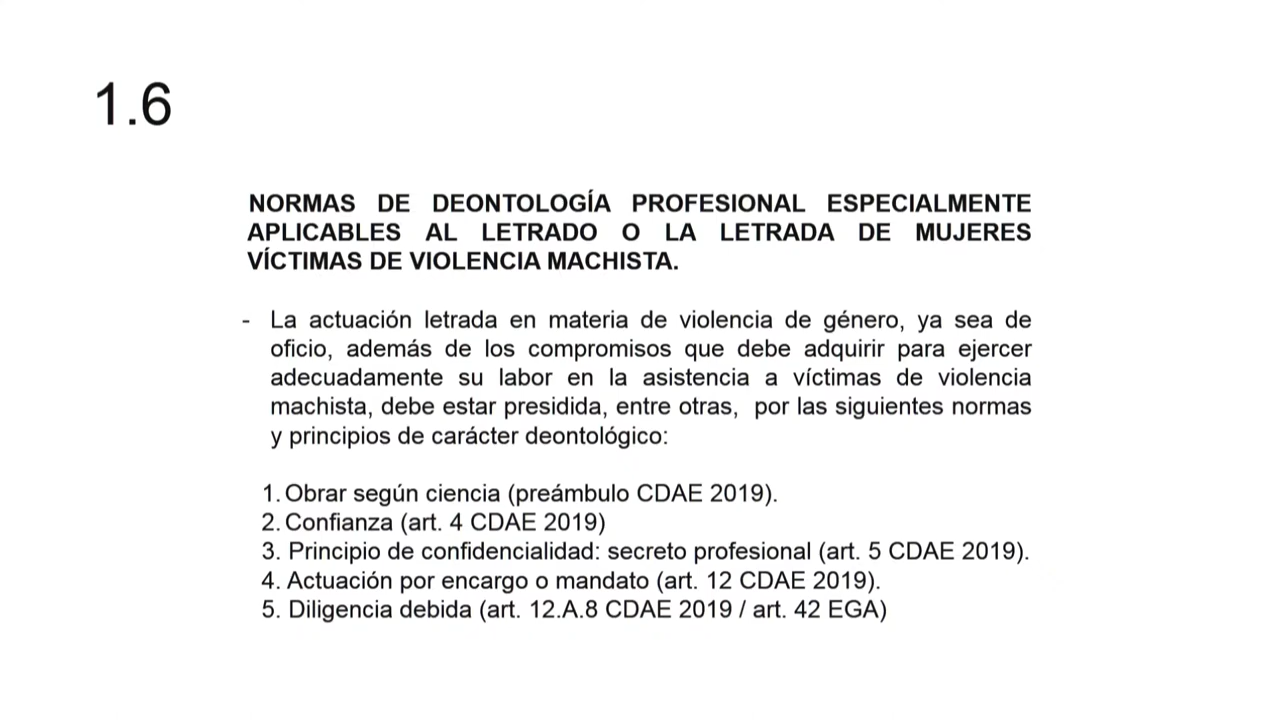 1.6
NORMAS DE DEONTOLOGÍA PROFESIONAL ESPECIALMENTE
APLICABLES AL LETRADO O LA LETRADA DE MUJERES
VÍCTIMAS DE VIOLENCIA MACHISTA.
- La actuación letrada en materia de violencia de género, ya sea de
oficio, además de los compromisos que debe adquirir para ejercer
adecuadamente su labor en la asistencia a víctimas de violencia
machista, debe estar presidida, entre otras, por las siguientes normas
y principios de carácter deontológico:
1. Obrar según ciencia (preámbulo CDAE 2019).
2. Confianza (art. 4 CDAE 2019)
3. Principio de confidencialidad: secreto profesional (art. 5 CDAE 2019).
4. Actuación por encargo o mandato (art. 12 CDAE 2019).
5. Diligencia debida (art. 12.A.8 CDAE 2019 / art. 42 EGA)